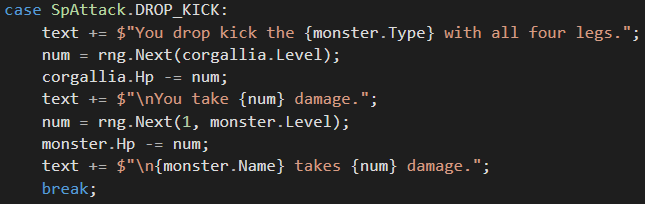 case SpAttack.DROP_KICK:
    text += $"You drop kick the {monster.Type} with all four legs.";
    num = rng.Next(corgallia.Level);
    corgallia.Hp -= num;
    text += $"\nYou take {num} damage.";
    num = rng.Next(1, monster.Level);
    monster.Hp -= num;
    text += $"\n{monster.Name} takes {num} damage.";
    break;